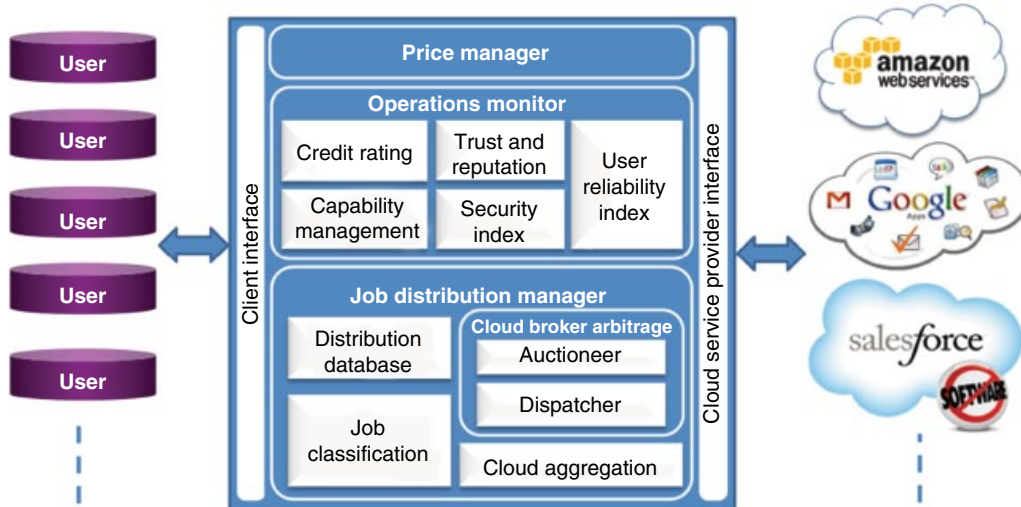 User
User
User
User
User
Client interface
Price manager
Operations monitor
Credit rating
Trust and
reputation
User
reliability
index
Capability
management
Security
index
Job distribution manager
Distribution
database
Job
classification
Cloud broker arbitrage
Auctioneer
Dispatcher
Cloud aggregation
Cloud service provider interface
amazon
webservices™
Google
Apps
salesforce
SOFTWARE